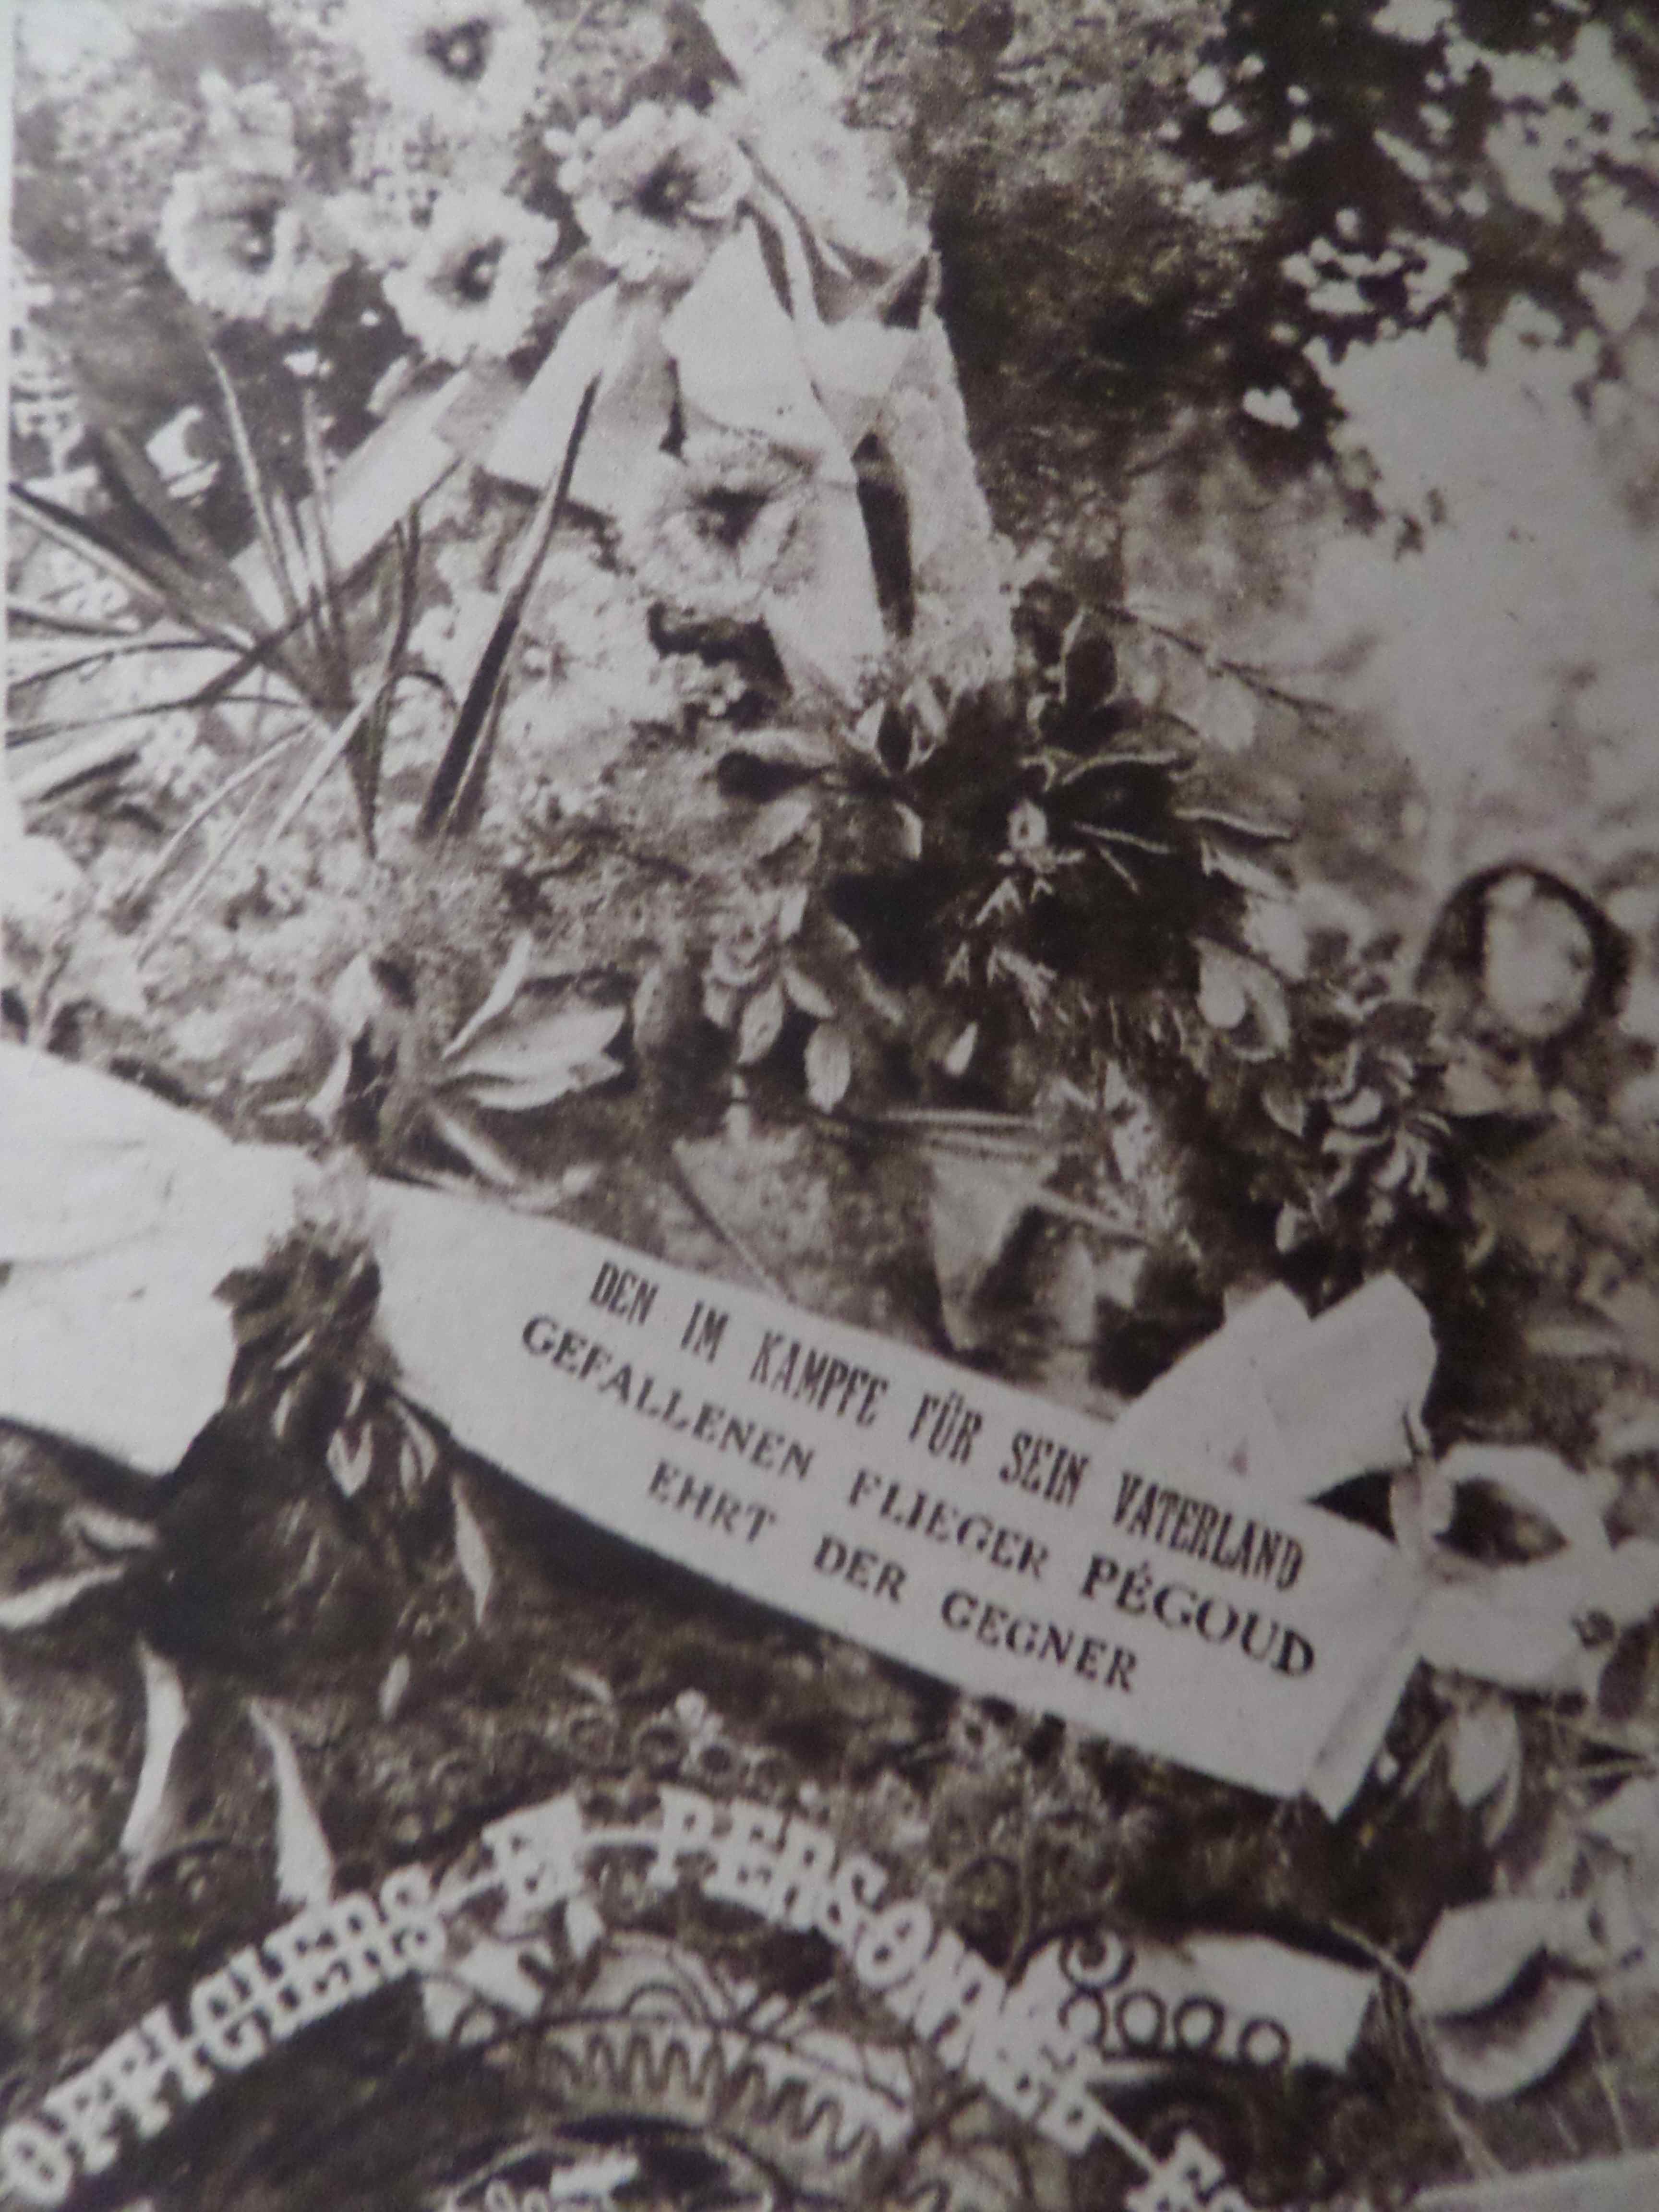 DEN IM KAMPFE FÜR SEIN VATERLAND
GEFALLENEN FLIEGER PÉGOUD
EHRT DER GEGNER
OFFICIERS ET PERSONNEL